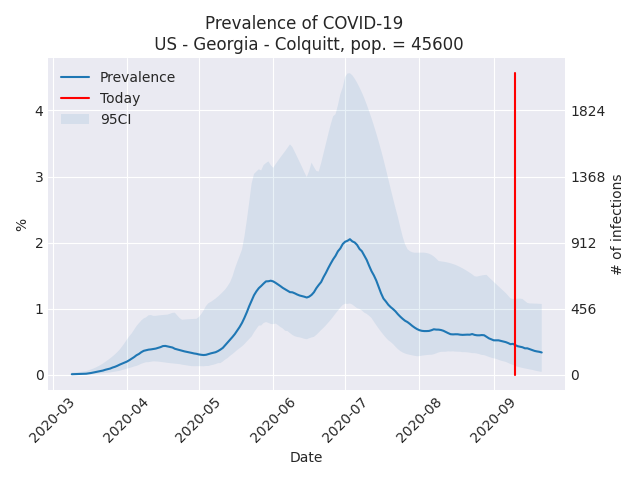 Prevalence of COVID-19
US - Georgia - Colquitt, pop. = 45600
Prevalence
Today
95CI
4
3
2
1
0
%
1824
1368
912
456
0
# of infections
2020-03
2020-04
2020-05
2020-06
2020-07
2020-08
2020-09
Date